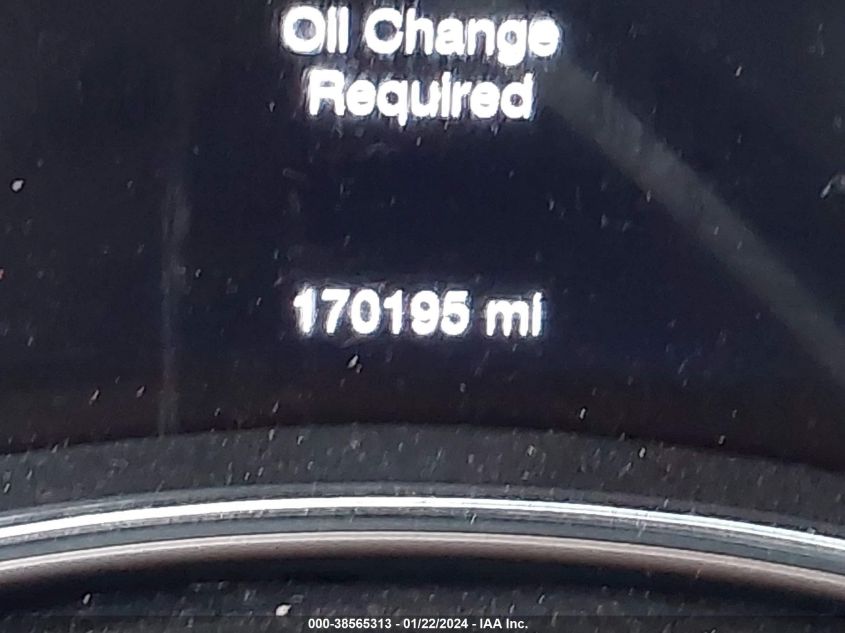 Oil Change
Required
170195 mi
000-38565313 - 01/22/2024 - IAA Inc.